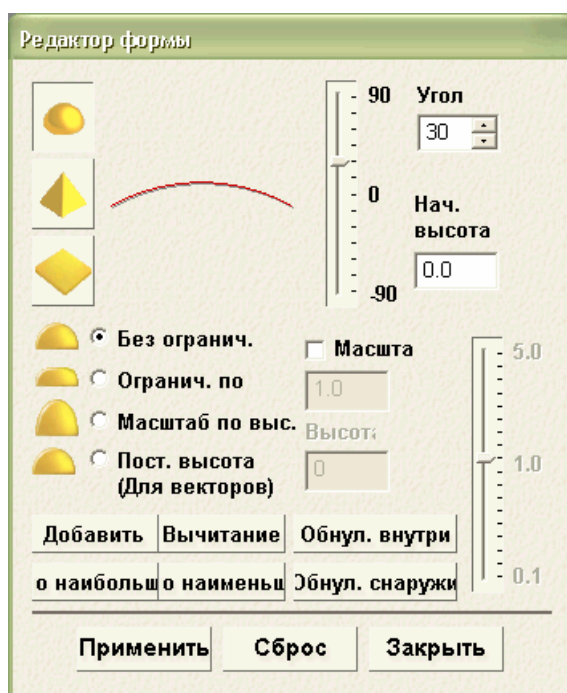 Редактор формы
90
Угол
30
0
Нач.
высота
0.0
-90
Без огранич.
Масшта
5.0
Огранич. по
1.0
Масштаб по выс.
Высота
Пост. высота
(Для векторов)
0
1.0
Добавить
Вычитание
Обнул. внутри
о наибольш
о наименьш
Обнул. снаружи
0.1
Применить
Сброс
Закрыть